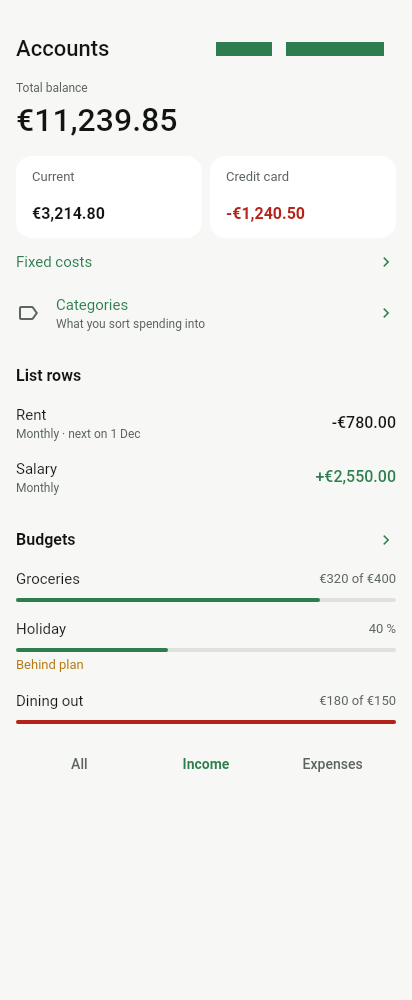 Accounts
Total balance
€11,239.85
Current
€3,214.80
Credit card
-€1,240.50
Fixed costs
Categories
What you sort spending into
List rows
Rent
Monthly · next on 1 Dec
-€780.00
Salary
Monthly
+€2,550.00
Budgets
Groceries
€320 of €400
Holiday
40 %
Behind plan
Dining out
€180 of €150
All
Income
Expenses